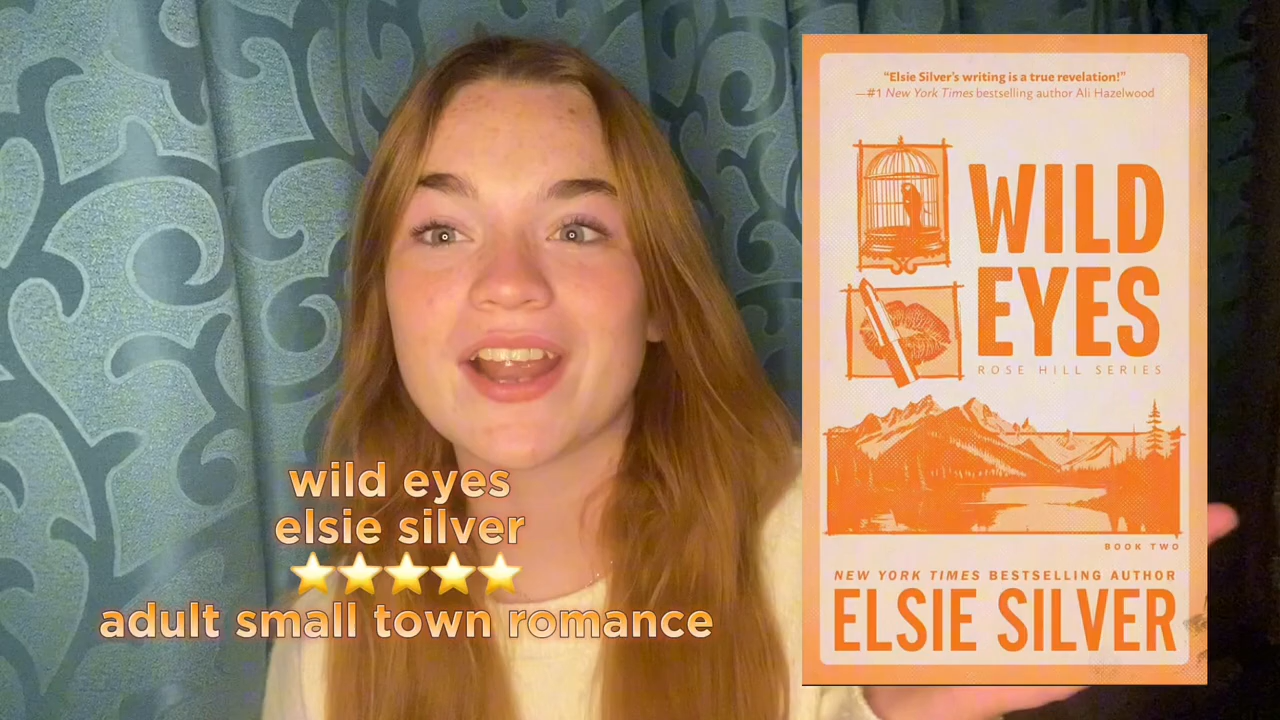 wild eyes
elsie silver
⭐⭐⭐⭐⭐
adult small town romance
“Elsie Silver’s writing is a true revelation!”
—#1 New York Times bestselling author Ali Hazelwood
WILD
EYES
ROSE HILL SERIES
BOOK TWO
NEW YORK TIMES BESTSELLING AUTHOR
ELSIE SILVER